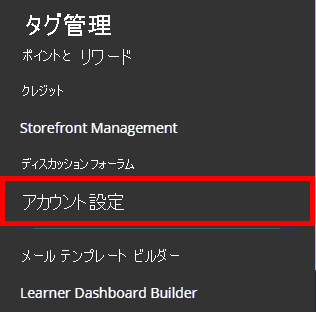 タグ管理
ポイントと リワード
クレジット
Storefront Management
ディスカッションフォーラム
アカウント設定
メール テンプレート ビルダー
Learner Dashboard Builder